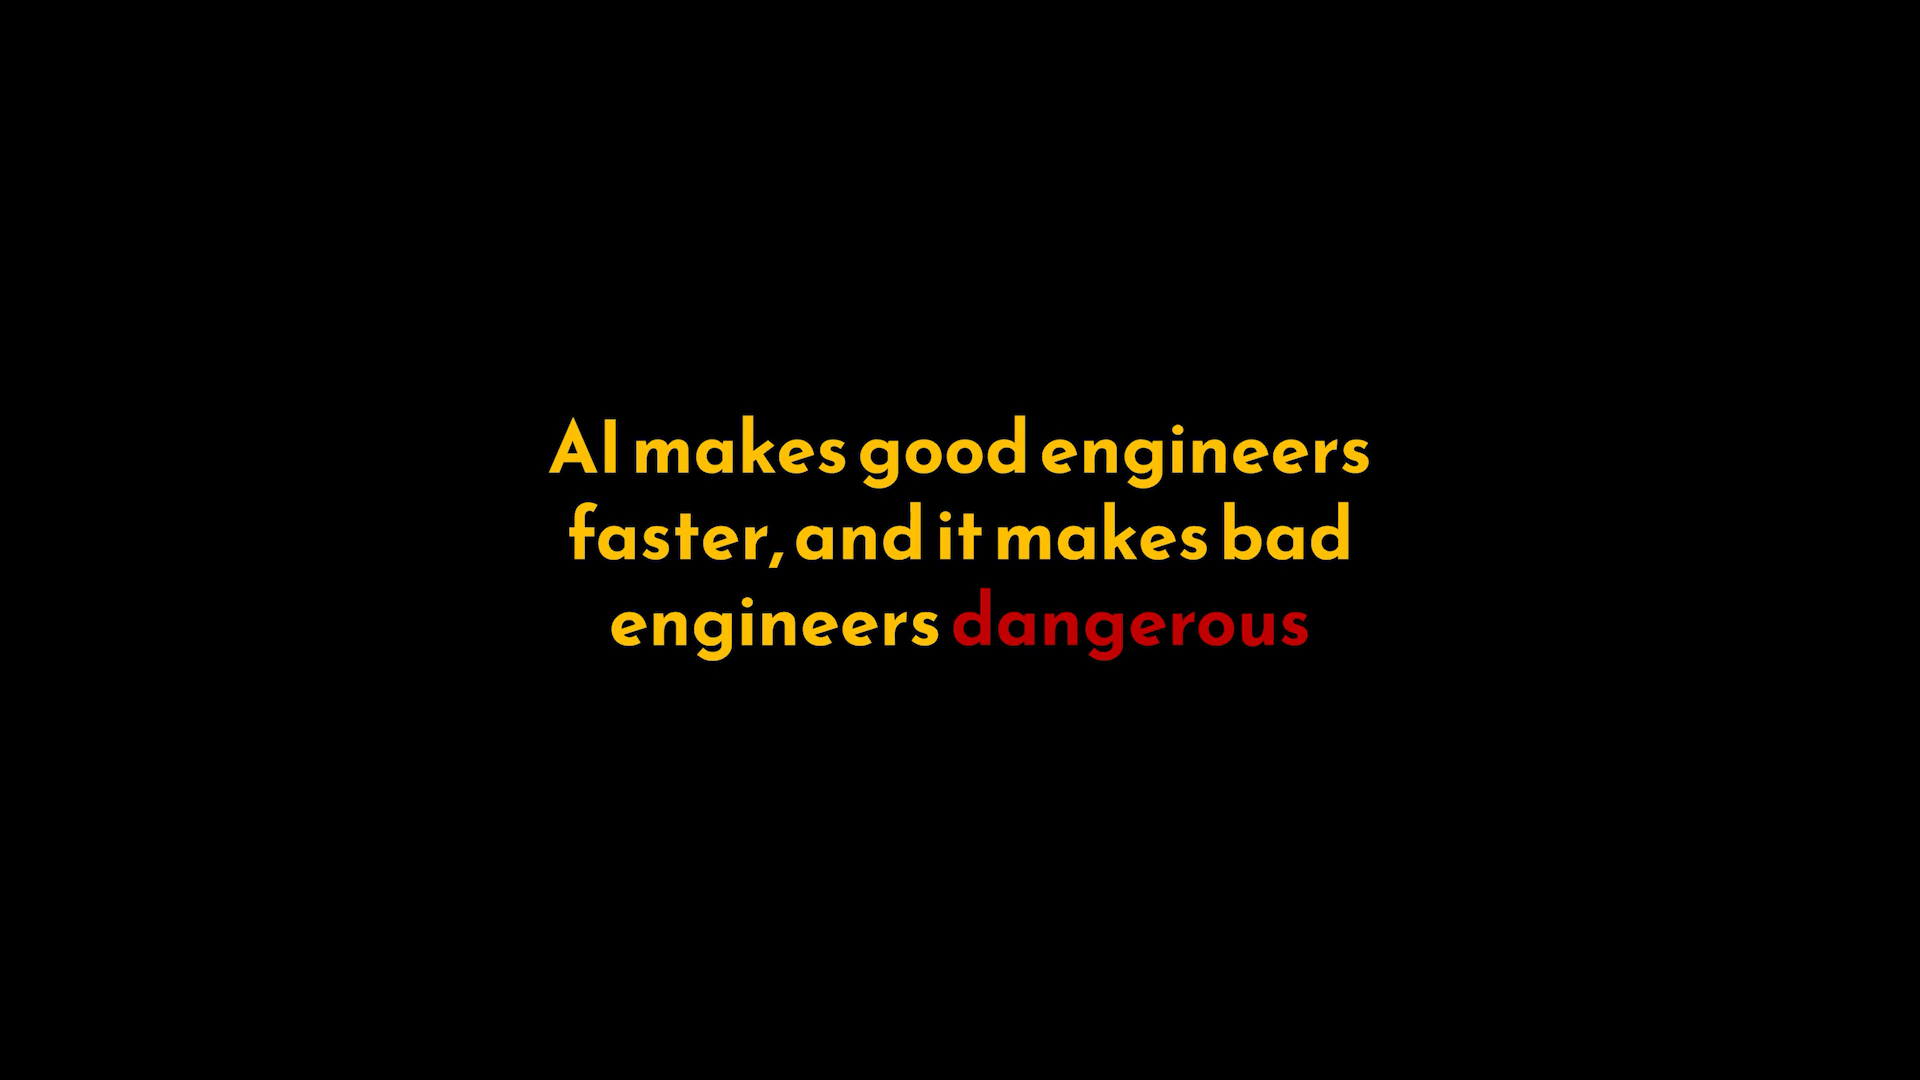 AI makes good engineers
faster, and it makes bad
engineers dangerous